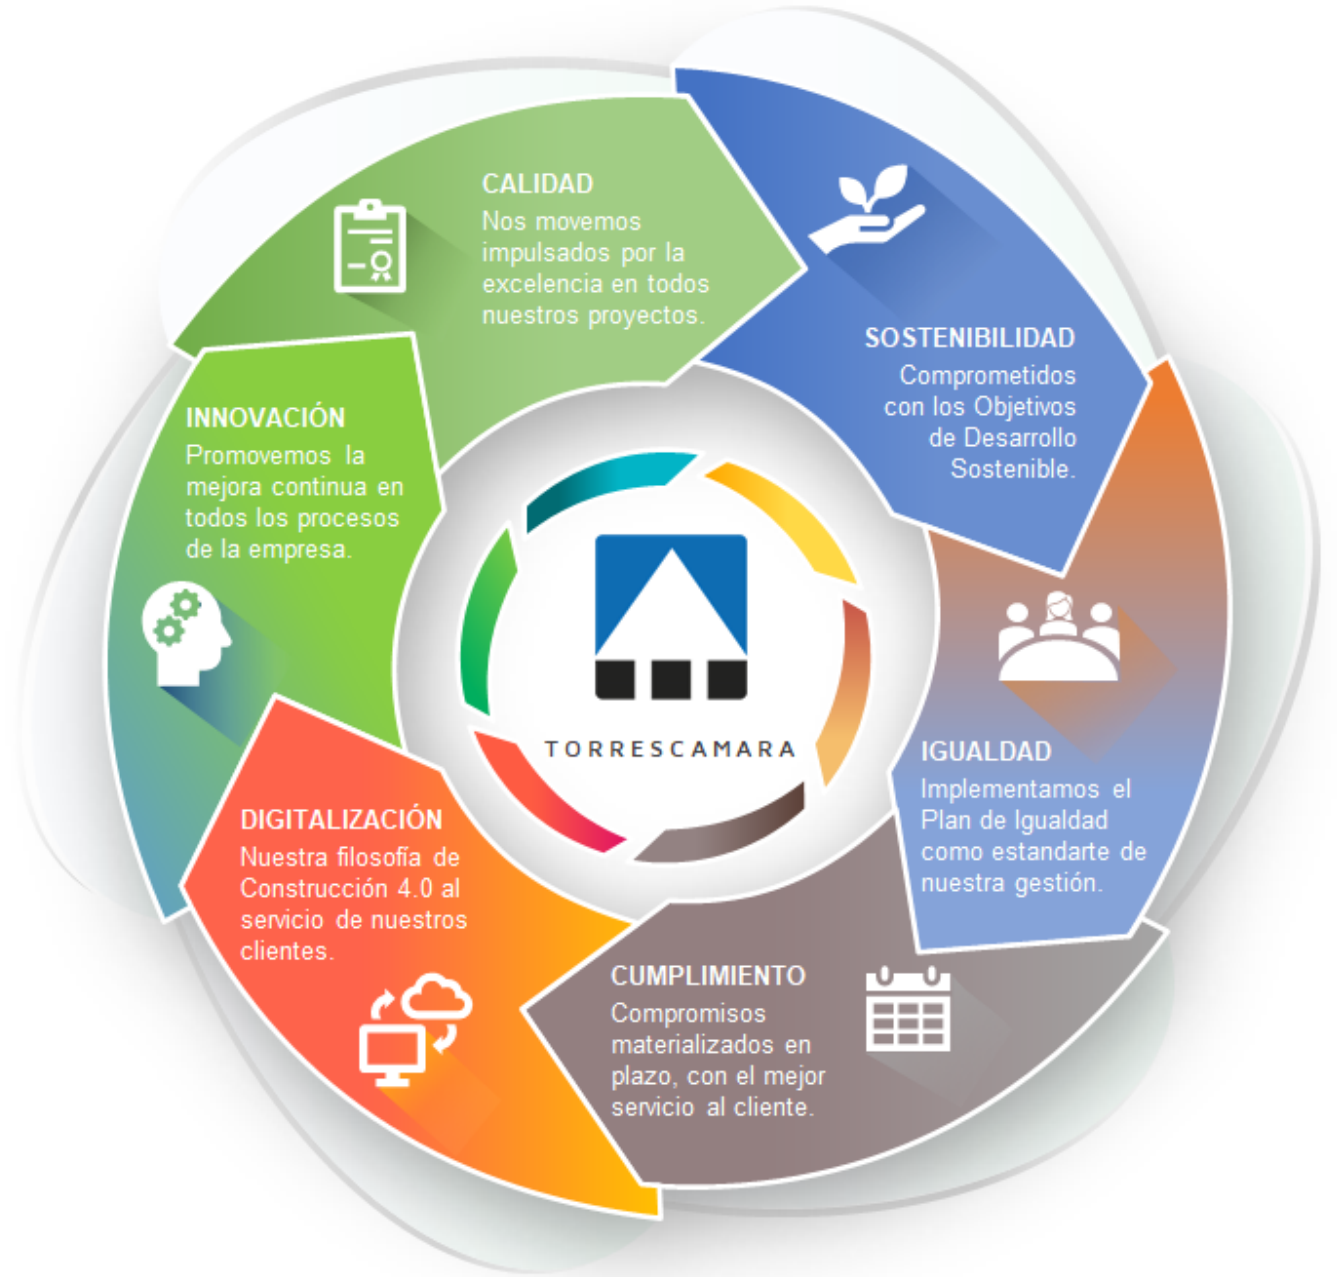 CALIDAD
Nos movemos
impulsados por la
excelencia en todos
nuestros proyectos.
SOSTENIBILIDAD
Comprometidos
con los Objetivos
de Desarrollo
Sostenible.
IGUALDAD
Implementamos el
Plan de Igualdad
como estandarte de
nuestra gestión.
CUMPLIMIENTO
Compromisos
materializados en
plazo, con el mejor
servicio al cliente.
DIGITALIZACIÓN
Nuestra filosofía de
Construcción 4.0 al
servicio de nuestros
clientes.
INNOVACIÓN
Promovemos la
mejora continua en
todos los procesos
de la empresa.
TORRESCAMARA